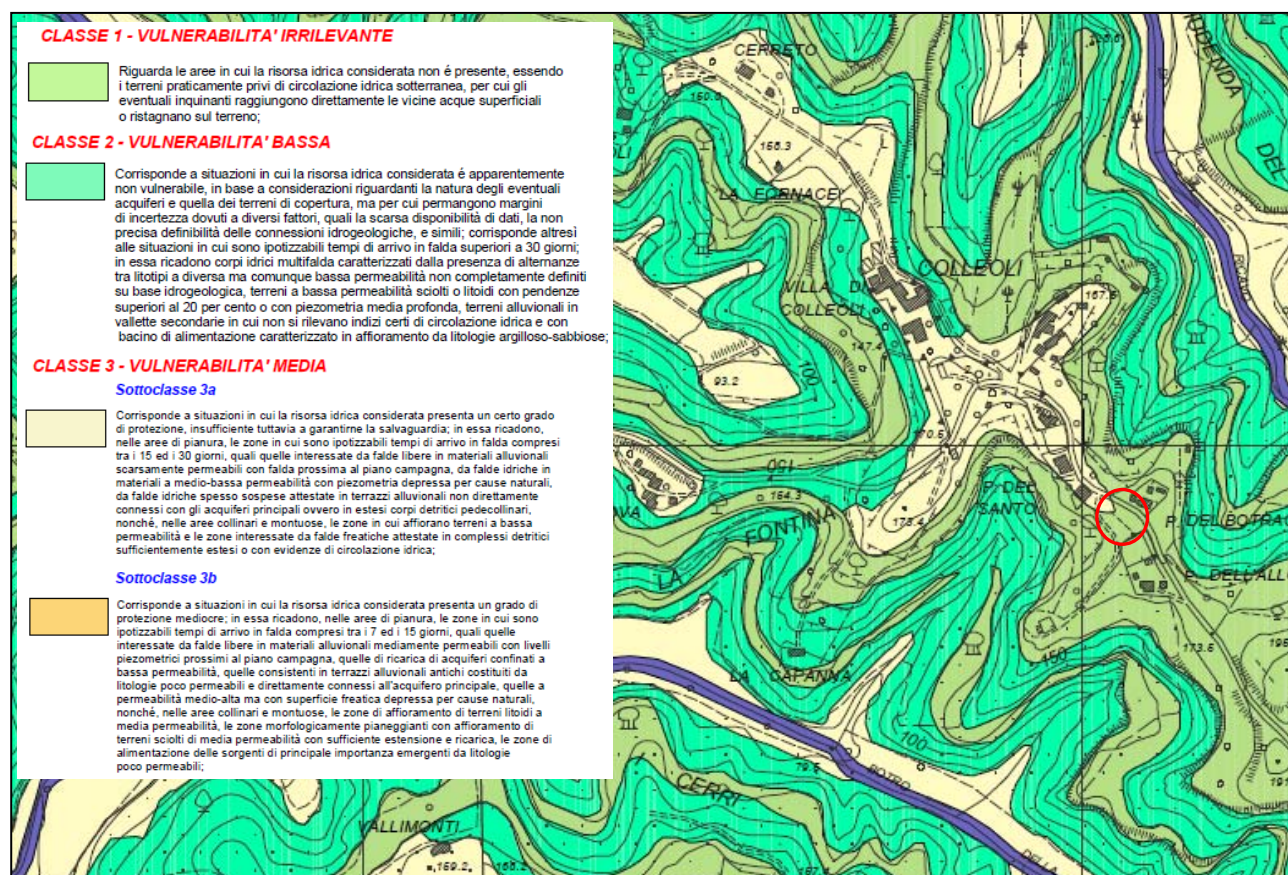 CLASSE 1 - VULNERABILITA' IRRILEVANTE
Riguarda le aree in cui la risorsa idrica considerata non é presente, essendo
i terreni praticamente privi di circolazione idrica sotterranea, per cui gli
eventuali inquinanti raggiungono direttamente le vicine acque superficiali
o ristagnano sul terreno;
CLASSE 2 - VULNERABILITA' BASSA
Corrisponde a situazioni in cui la risorsa idrica considerata é apparentemente
non vulnerabile, in base a considerazioni riguardanti la natura degli eventuali
acquiferi e quella dei terreni di copertura, ma per cui permangono margini
di incertezza dovuti a diversi fattori, quali la scarsa disponibilità di dati, la non
precisa definibilità delle connessioni idrogeologiche, e simili; corrisponde altresì
alle situazioni in cui sono ipotizzabili tempi di arrivo in falda superiori a 30 giorni;
in essa ricadono corpi idrici multifalda caratterizzati dalla presenza di alternanze
tra litotipi a diversa ma comunque bassa permeabilità non completamente definiti
su base idrogeologica, terreni a bassa permeabilità sciolti o litoidi con pendenze
superiori al 20 per cento o con piezometria media profonda, terreni alluvionali in
vallette secondarie in cui non si rilevano indizi certi di circolazione idrica e con
bacino di alimentazione caratterizzato in affioramento da litologie argilloso-sabbiose;
CLASSE 3 - VULNERABILITA' MEDIA
Sottoclasse 3a
Corrisponde a situazioni in cui la risorsa idrica considerata presenta un certo grado
di protezione, insufficiente tuttavia a garantirne la salvaguardia; in essa ricadono,
nelle aree di pianura, le zone in cui sono ipotizzabili tempi di arrivo in falda compresi
tra i 15 ed i 30 giorni, quali quelle interessate da falde libere in materiali alluvionali
scarsamente permeabili con falda prossima al piano campagna, da falde idriche in
materiali a medio-bassa permeabilità con piezometria depressa per cause naturali,
da falde idriche spesso sospese attestate in terrazzi alluvionali non direttamente
connessi con gli acquiferi principali ovvero in estesi corpi detritici pedecollinari,
nonché, nelle aree collinari e montuose, le zone in cui affiorano terreni a bassa
permeabilità e le zone interessate da falde freatiche attestate in complessi detritici
sufficientemente estesi o con evidenze di circolazione idrica;
Sottoclasse 3b
Corrisponde a situazioni in cui la risorsa idrica considerata presenta un grado di
protezione mediocre; in essa ricadono, nelle aree di pianura, le zone in cui sono
ipotizzabili tempi di arrivo in falda compresi tra i 7 ed i 15 giorni, quali quelle
interessate da falde libere in materiali alluvionali mediamente permeabili con livelli
piezometrici prossimi al piano campagna, quelle di ricarica di acquiferi confinati a
bassa permeabilità, quelle consistenti in terrazzi alluvionali antichi costituiti da
litologie poco permeabili e direttamente connessi all'acquifero principale, quelle a
permeabilità medio-alta ma con superficie freatica depressa per cause naturali,
nonché, nelle aree collinari e montuose, le zone di affioramento di terreni litoidi a
media permeabilità, le zone morfologicamente pianeggianti con affioramento di
terreni sciolti di media permeabilità con sufficiente estensione e ricarica, le zone di
alimentazione delle sorgenti di principale importanza emergenti da litologie
poco permeabili;
CERRETO
LA FORNACE
COLLEOLI
VILLA DI
COLLEOLI
147.4
93.2
100
150
164.3
LA FONTINA
P. DEL
SANTO
P. DEL BOTRA
P. DELL'ALL
173.5
150
LA CAPANNA
100
BOTRO
DELLA
CERRI
VALLIMONTI
159.2
DEL